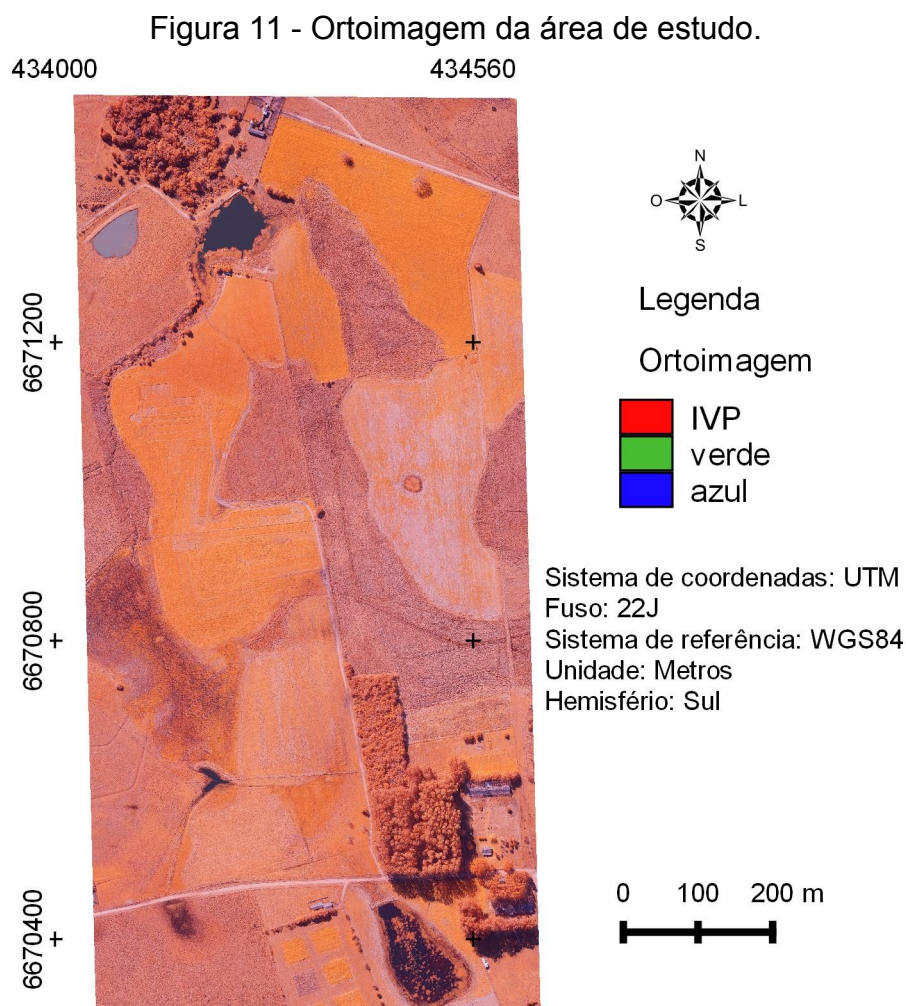 Figura 11 - Ortoimagem da área de estudo.
434000 434560
N
O L
S
Legenda
Ortoimagem
IVP
verde
azul
6671200
Sistema de coordenadas: UTM
Fuso: 22J
Sistema de referência: WGS84
Unidade: Metros
Hemisfério: Sul
6670800
0 100 200 m
6670400